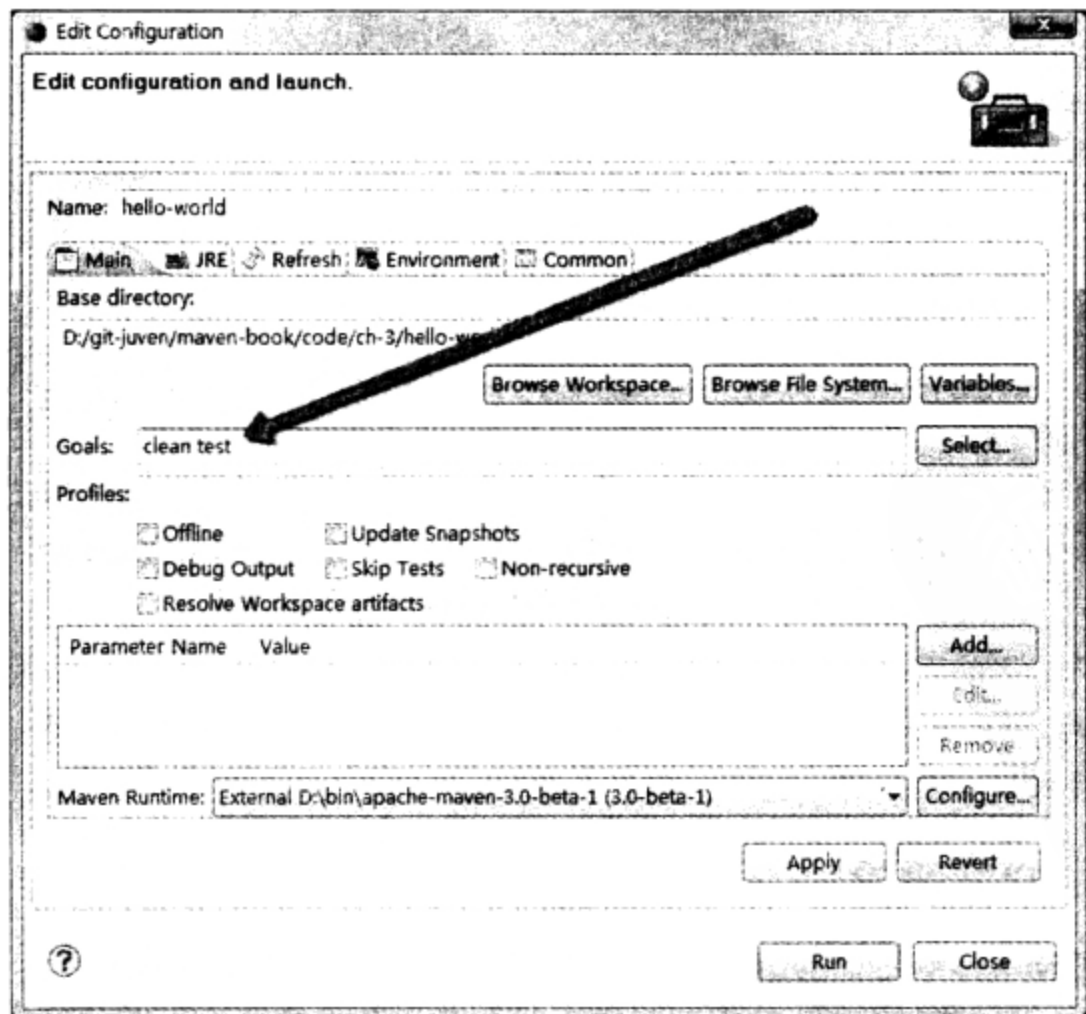 Edit Configuration
Edit configuration and launch.
Name: hello-world
Main JRE Refresh Environment Common
Base directory:
D:/git-juven/maven-book/code/ch-3/hello-
Browse Workspace... Browse File System... Variables...
Goals: clean test Select...
Profiles:
Offline Update Snapshots
Debug Output Skip Tests Non-recursive
Resolve Workspace artifacts
Parameter Name Value Add...
Edit...
Remove
Maven Runtime: External D:\bin\apache-maven-3.0-beta-1 (3.0-beta-1) Configure...
Apply Revert
? Run Close